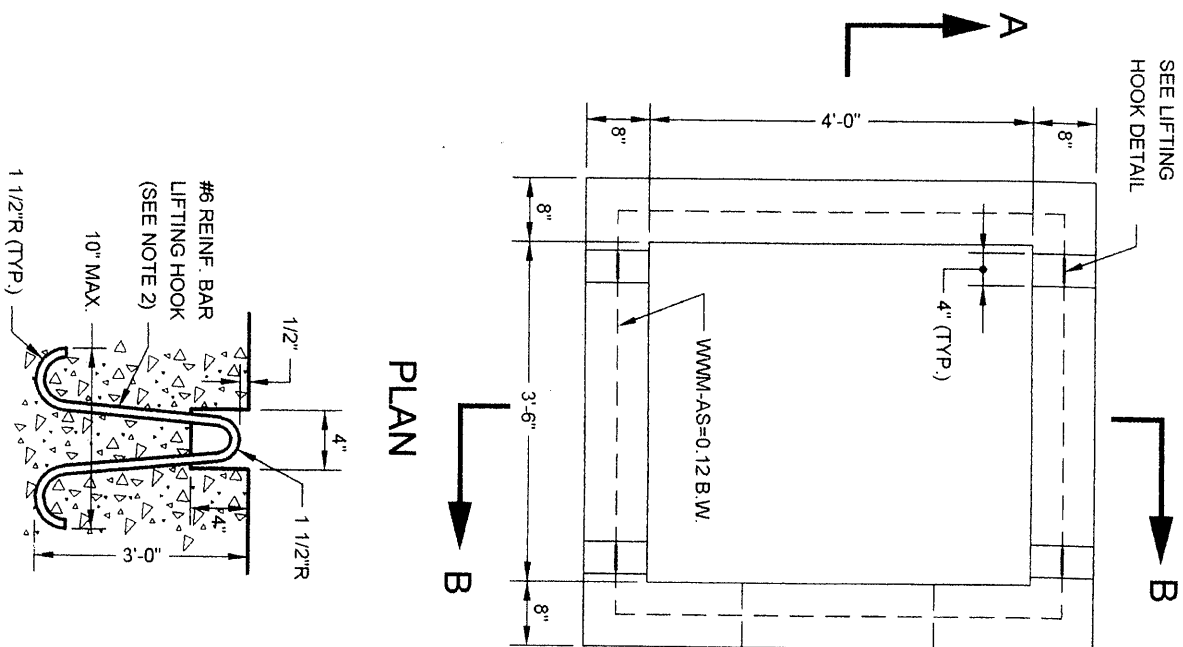 A
SEE LIFTING
HOOK DETAIL
8"
4'-0"
8"
8"
3'-6"
8"
4" (TYP.)
WWM-AS=0.12 B.W.
B
B
PLAN
#6 REINF. BAR
LIFTING HOOK
(SEE NOTE 2)
1/2"
4"
1 1/2"R
4"
3'-0"
10" MAX.
1 1/2"R (TYP.)